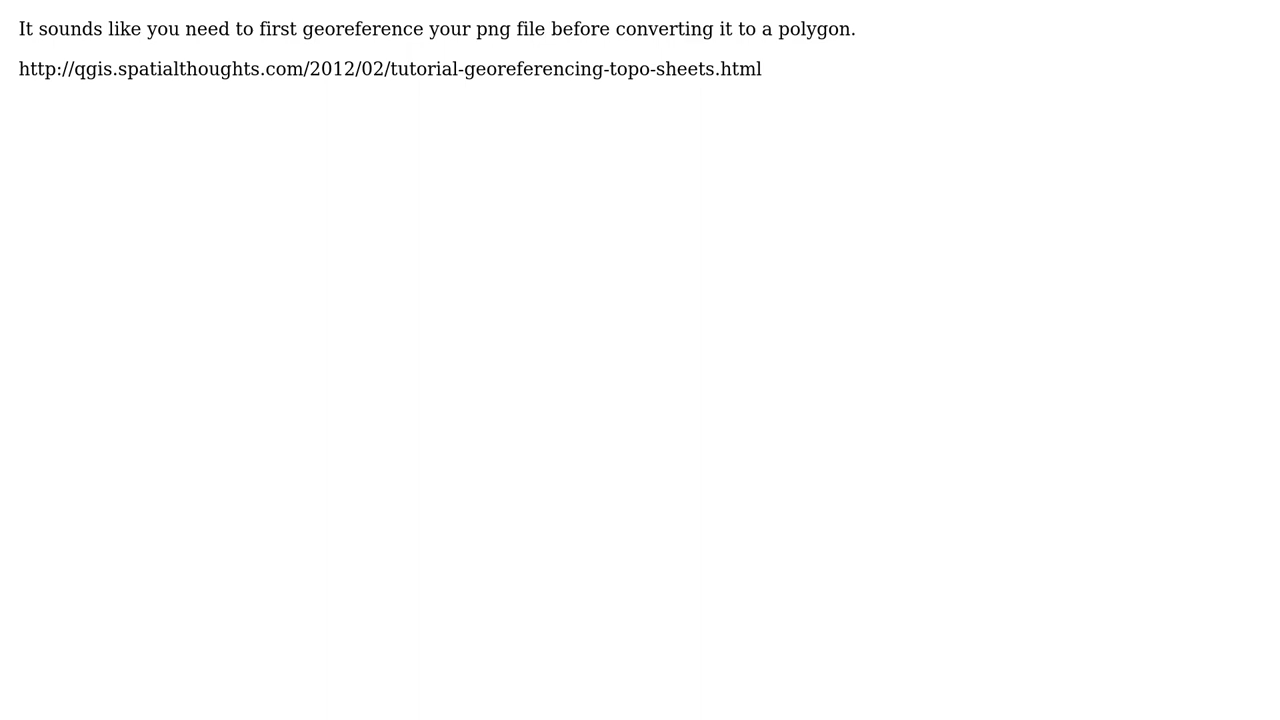 It sounds like you need to first georeference your png file before converting it to a polygon.
http://qgis.spatialthoughts.com/2012/02/tutorial-georeferencing-topo-sheets.html